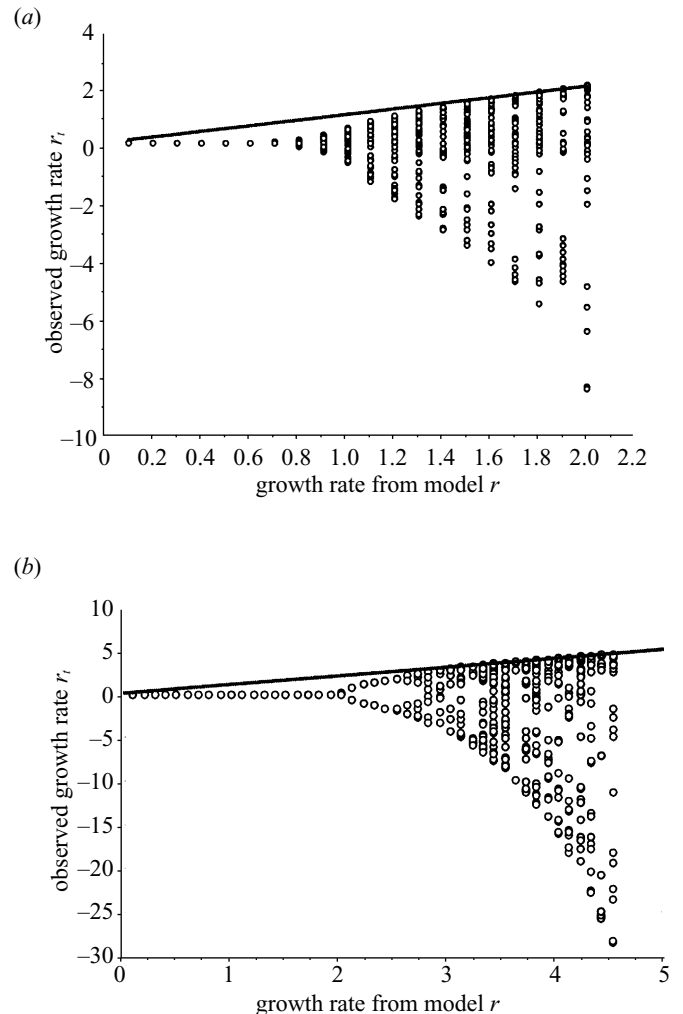 (a)
4
2
0
–2
–4
–6
–8
–10
observed growth rate rₜ
0 0.2 0.4 0.6 0.8 1.0 1.2 1.4 1.6 1.8 2.0 2.2
growth rate from model r
(b)
10
5
0
–5
–10
–15
–20
–25
–30
observed growth rate rₜ
0 1 2 3 4 5
growth rate from model r